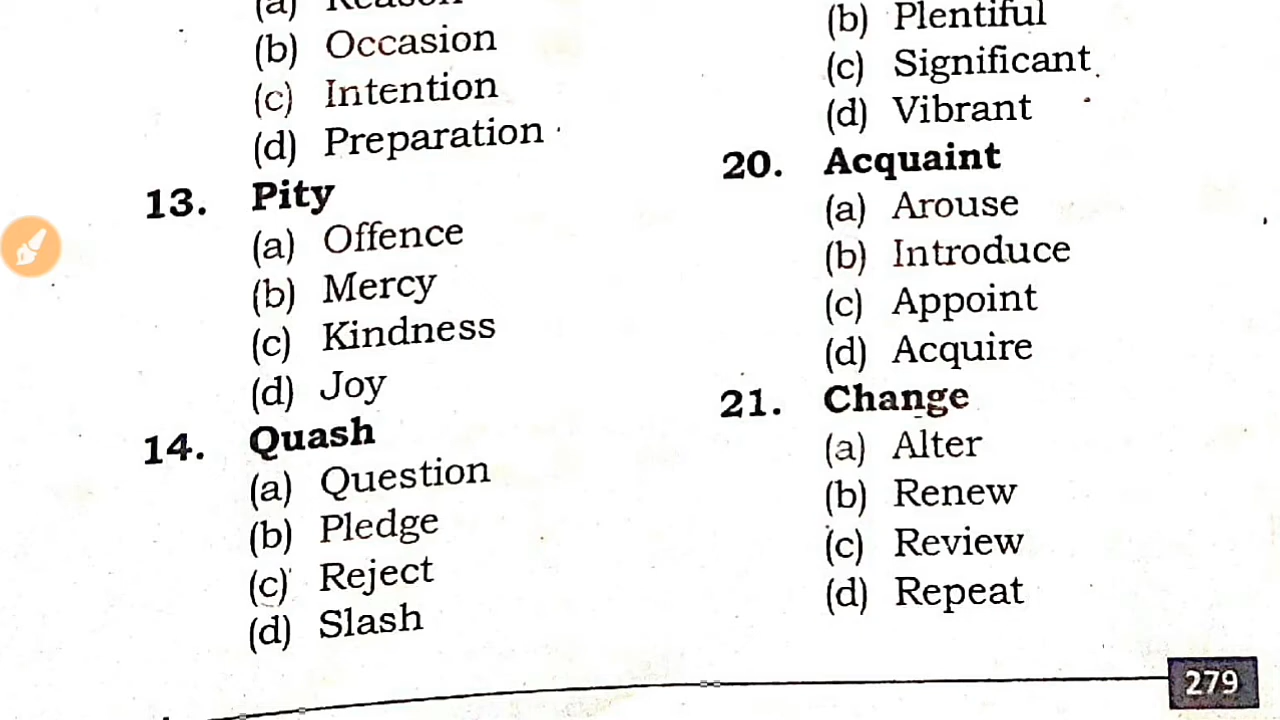 (a) Reason
(b) Occasion
(c) Intention
(d) Preparation
13. Pity
(a) Offence
(b) Mercy
(c) Kindness
(d) Joy
14. Quash
(a) Question
(b) Pledge
(c) Reject
(d) Slash
(b) Plentiful
(c) Significant
(d) Vibrant
20. Acquaint
(a) Arouse
(b) Introduce
(c) Appoint
(d) Acquire
21. Change
(a) Alter
(b) Renew
(c) Review
(d) Repeat
279